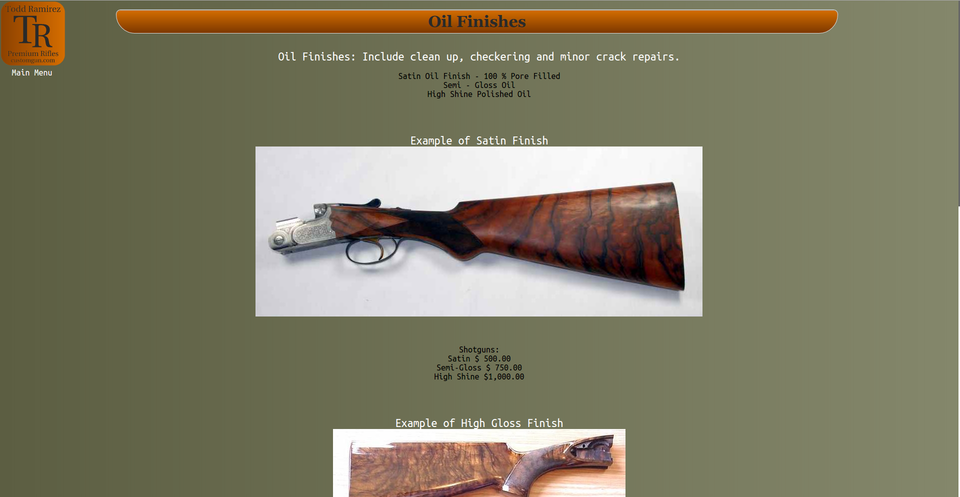 Todd Ramirez
TR
Premium Rifles
Main Menu
Oil Finishes
Oil Finishes: Include clean up, checkering and minor crack repairs.
Satin Oil Finish - 100 % Pore Filled
Semi - Gloss Oil
High Shine Polished Oil
Example of Satin Finish
Shotguns:
Satin $ 500.00
Semi-Gloss $ 750.00
High Shine $1,000.00
Example of High Gloss Finish